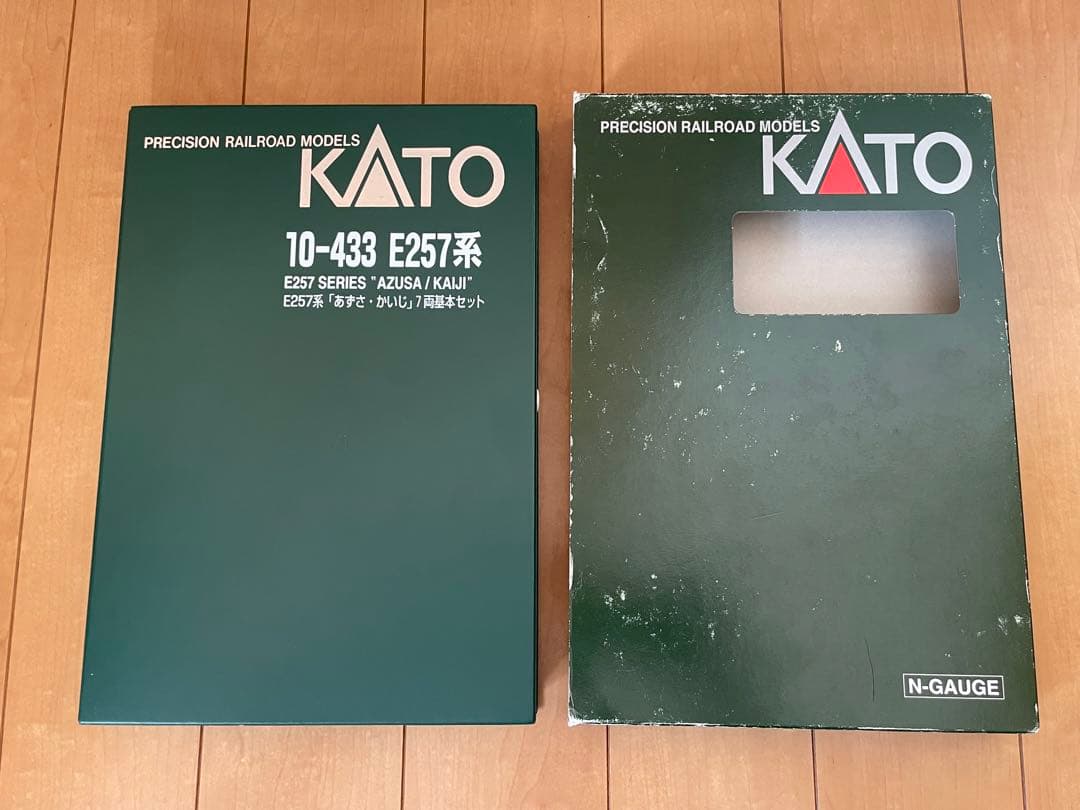 PRECISION RAILROAD MODELS
KATO
10-433 E257系
E257 SERIES "AZUSA / KAIJI"
E257系「あずさ・かいじ」7両基本セット
PRECISION RAILROAD MODELS
KATO
N-GAUGE